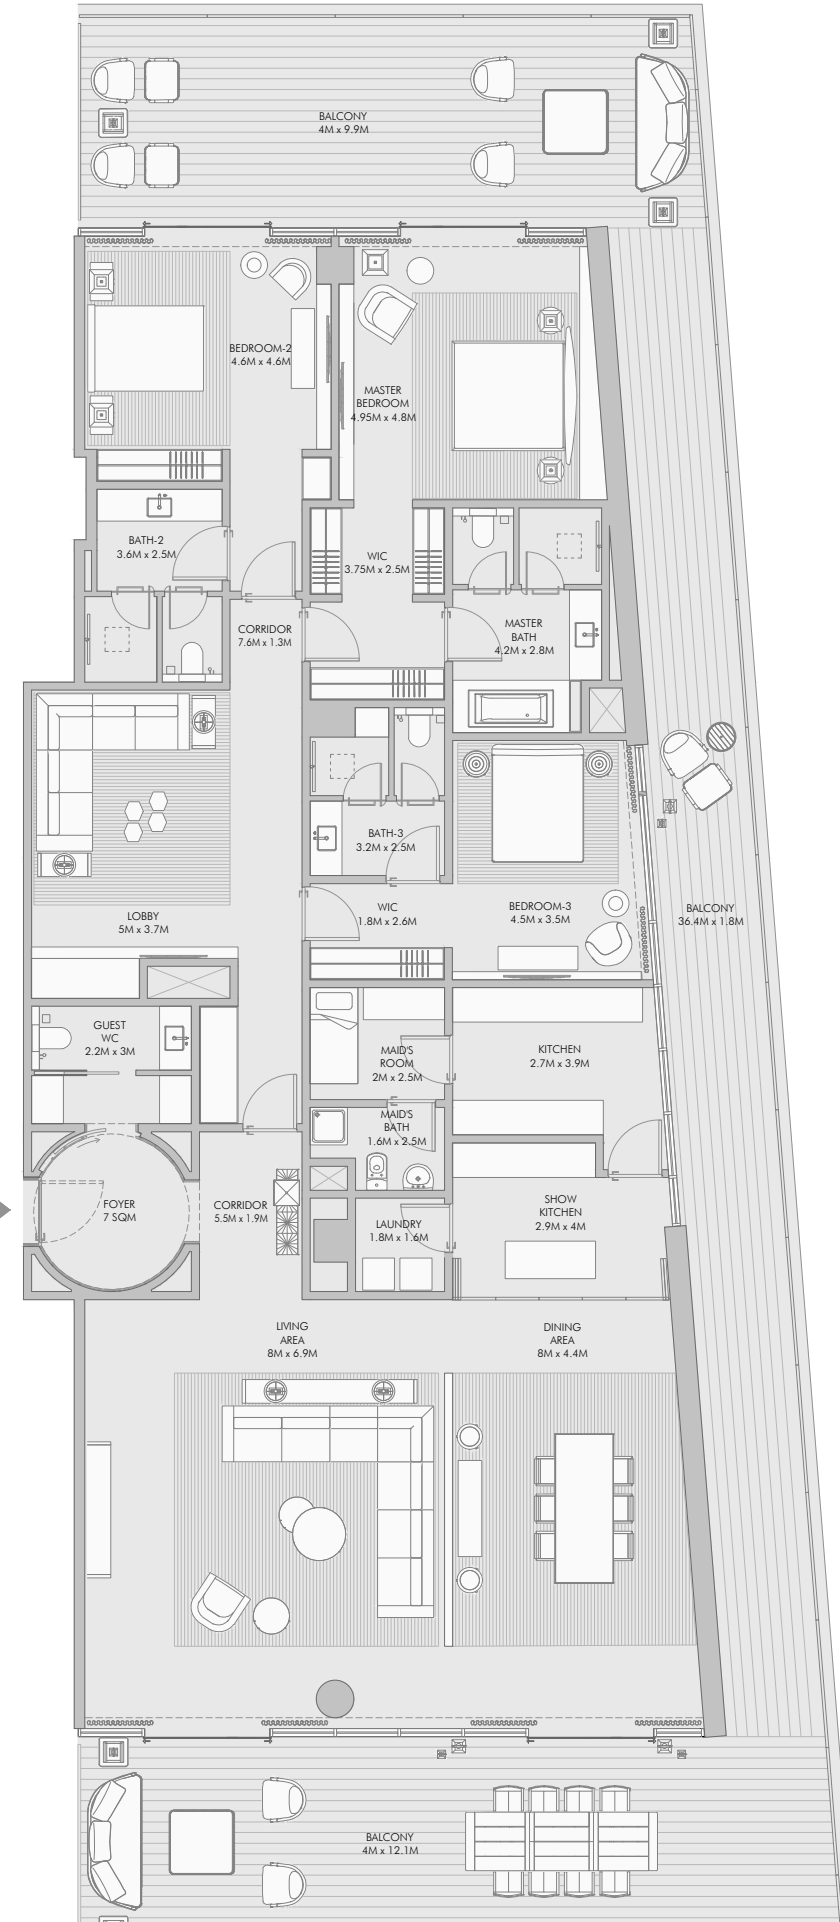 BALCONY
4M x 9.9M
BEDROOM-2
4.6M x 4.6M
MASTER
BEDROOM
4.95M x 4.8M
BATH-2
3.6M x 2.5M
WIC
3.75M x 2.5M
CORRIDOR
7.6M x 1.3M
MASTER
BATH
4.2M x 2.8M
BATH-3
3.2M x 2.5M
LOBBY
5M x 3.7M
WIC
1.8M x 2.6M
BEDROOM-3
4.5M x 3.5M
BALCONY
36.4M x 1.8M
GUEST
WC
2.2M x 3M
MAID'S
ROOM
2M x 2.5M
KITCHEN
2.7M x 3.9M
MAID'S
BATH
1.6M x 2.5M
FOYER
7 SQM
CORRIDOR
5.5M x 1.9M
LAUNDRY
1.8M x 1.6M
SHOW
KITCHEN
2.9M x 4M
LIVING
AREA
8M x 6.9M
DINING
AREA
8M x 4.4M
BALCONY
4M x 12.1M